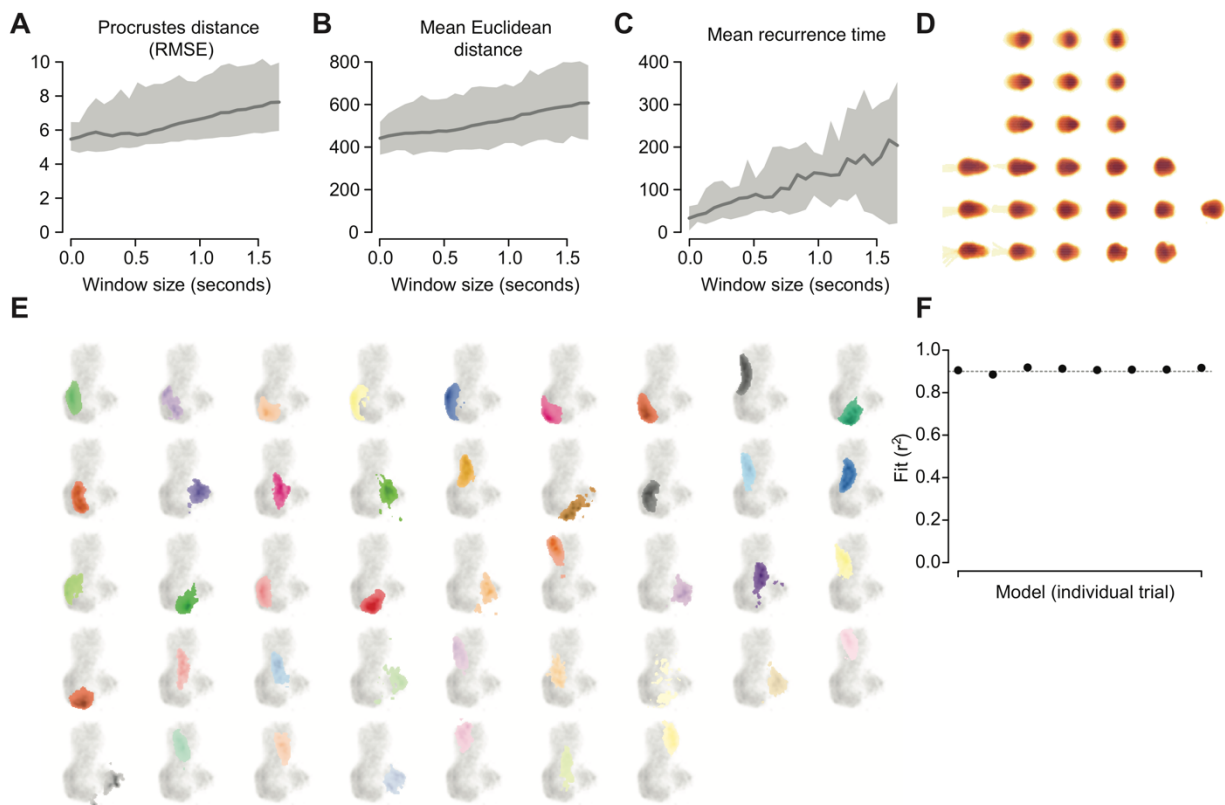 A
Procrustes distance
(RMSE)
10
8
6
4
2
0
0.0 0.5 1.0 1.5
Window size (seconds)
B
Mean Euclidean
distance
800
600
400
200
0
0.0 0.5 1.0 1.5
Window size (seconds)
C
Mean recurrence time
400
300
200
100
0
0.0 0.5 1.0 1.5
Window size (seconds)
D
E
F
1.0
0.8
0.6
0.4
0.2
0.0
Fit (r²)
Model (individual trial)